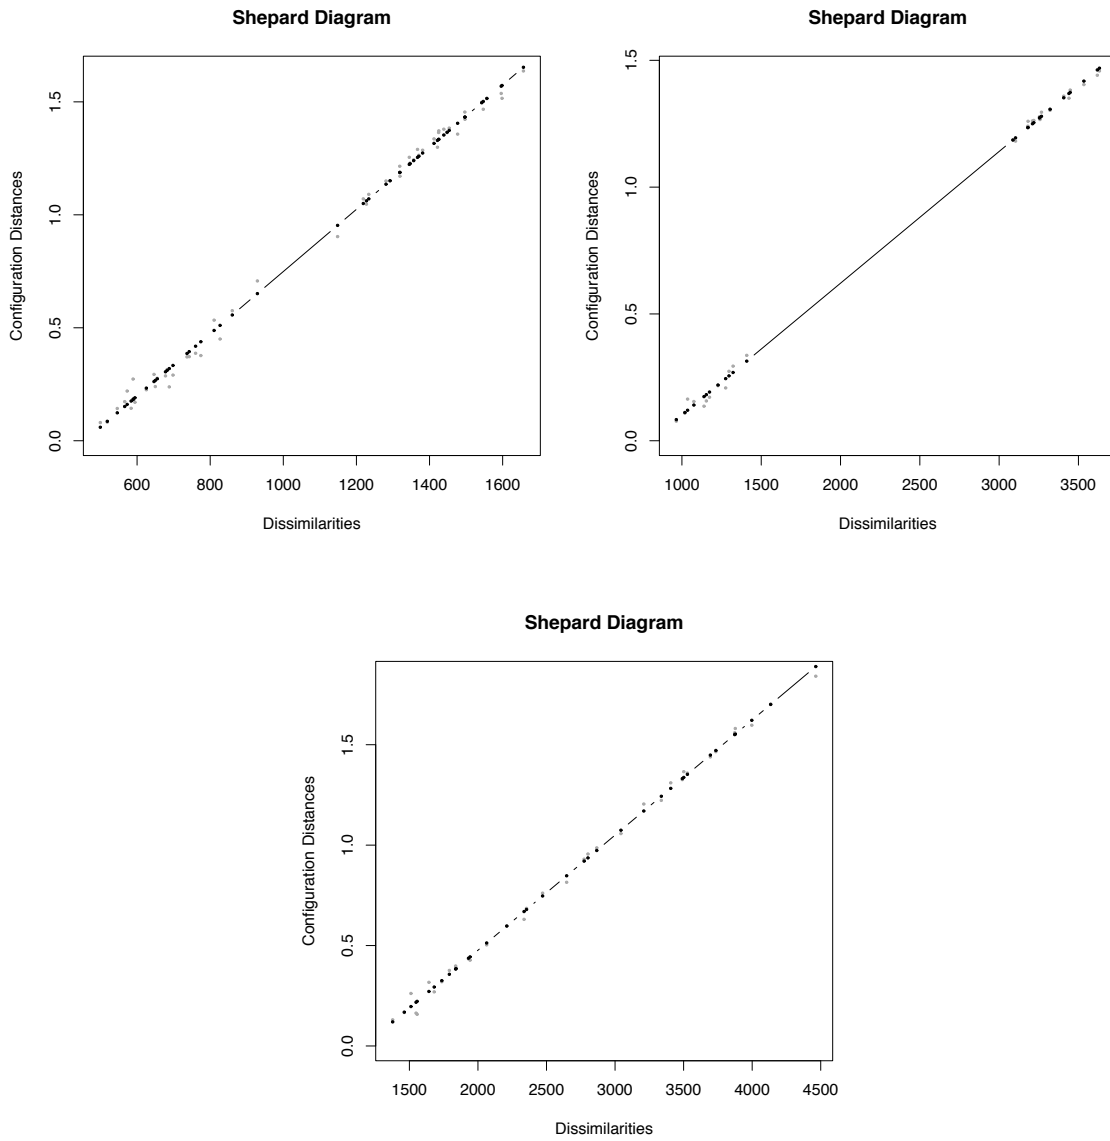 Shepard Diagram
Configuration Distances
0.0 0.5 1.0 1.5
600 800 1000 1200 1400 1600
Dissimilarities
Shepard Diagram
Configuration Distances
0.0 0.5 1.0 1.5
1000 1500 2000 2500 3000 3500
Dissimilarities
Shepard Diagram
Configuration Distances
0.0 0.5 1.0 1.5
1500 2000 2500 3000 3500 4000 4500
Dissimilarities